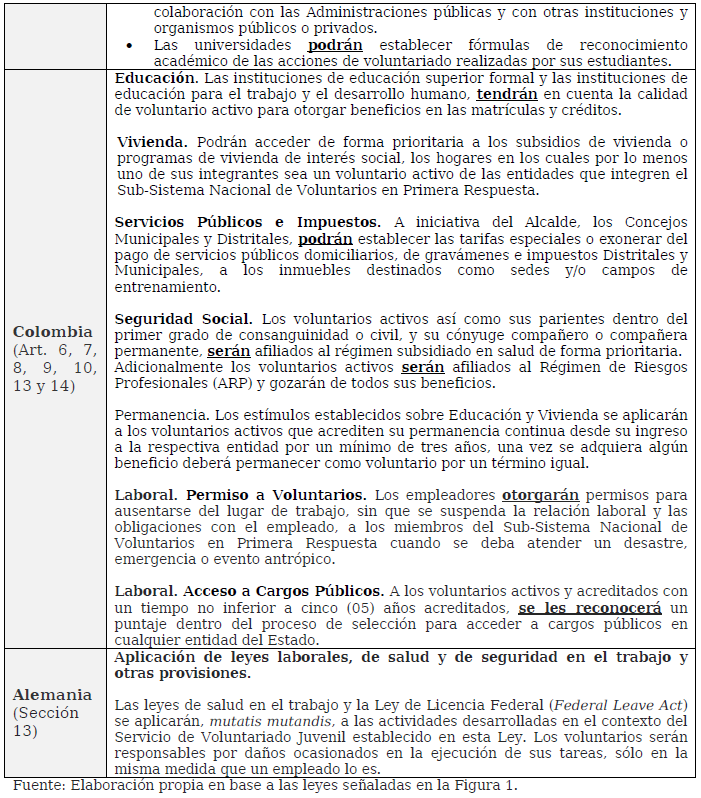 colaboración con las Administraciones públicas y con otras instituciones y
organismos públicos o privados.
• Las universidades podrán establecer fórmulas de reconocimiento
académico de las acciones de voluntariado realizadas por sus estudiantes.
Colombia
(Art. 6, 7,
8, 9, 10,
13 y 14)
Educación. Las instituciones de educación superior formal y las instituciones de
educación para el trabajo y el desarrollo humano, tendrán en cuenta la calidad
de voluntario activo para otorgar beneficios en las matrículas y créditos.
Vivienda. Podrán acceder de forma prioritaria a los subsidios de vivienda o
programas de vivienda de interés social, los hogares en los cuales por lo menos
uno de sus integrantes sea un voluntario activo de las entidades que integren el
Sub-Sistema Nacional de Voluntarios en Primera Respuesta.
Servicios Públicos e Impuestos. A iniciativa del Alcalde, los Concejos
Municipales y Distritales, podrán establecer las tarifas especiales o exonerar del
pago de servicios públicos domiciliarios, de gravámenes e impuestos Distritales y
Municipales, a los inmuebles destinados como sedes y/o campos de
entrenamiento.
Seguridad Social. Los voluntarios activos así como sus parientes dentro del
primer grado de consanguinidad o civil, y su cónyuge compañero o compañera
permanente, serán afiliados al régimen subsidiado en salud de forma prioritaria.
Adicionalmente los voluntarios activos serán afiliados al Régimen de Riesgos
Profesionales (ARP) y gozarán de todos sus beneficios.
Permanencia. Los estímulos establecidos sobre Educación y Vivienda se aplicarán
a los voluntarios activos que acrediten su permanencia continua desde su ingreso
a la respectiva entidad por un mínimo de tres años, una vez se adquiera algún
beneficio deberá permanecer como voluntario por un término igual.
Laboral. Permiso a Voluntarios. Los empleadores otorgarán permisos para
ausentarse del lugar de trabajo, sin que se suspenda la relación laboral y las
obligaciones con el empleado, a los miembros del Sub-Sistema Nacional de
Voluntarios en Primera Respuesta cuando se deba atender un desastre,
emergencia o evento antrópico.
Laboral. Acceso a Cargos Públicos. A los voluntarios activos y acreditados con
un tiempo no inferior a cinco (05) años acreditados, se les reconocerá un
puntaje dentro del proceso de selección para acceder a cargos públicos en
cualquier entidad del Estado.
Alemania
(Sección
13)
Aplicación de leyes laborales, de salud y de seguridad en el trabajo y
otras provisiones.
Las leyes de salud en el trabajo y la Ley de Licencia Federal (Federal Leave Act)
se aplicarán, mutatis mutandis, a las actividades desarrolladas en el contexto del
Servicio de Voluntariado Juvenil establecido en esta Ley. Los voluntarios serán
responsables por daños ocasionados en la ejecución de sus tareas, sólo en la
misma medida que un empleado lo es.
Fuente: Elaboración propia en base a las leyes señaladas en la Figura 1.